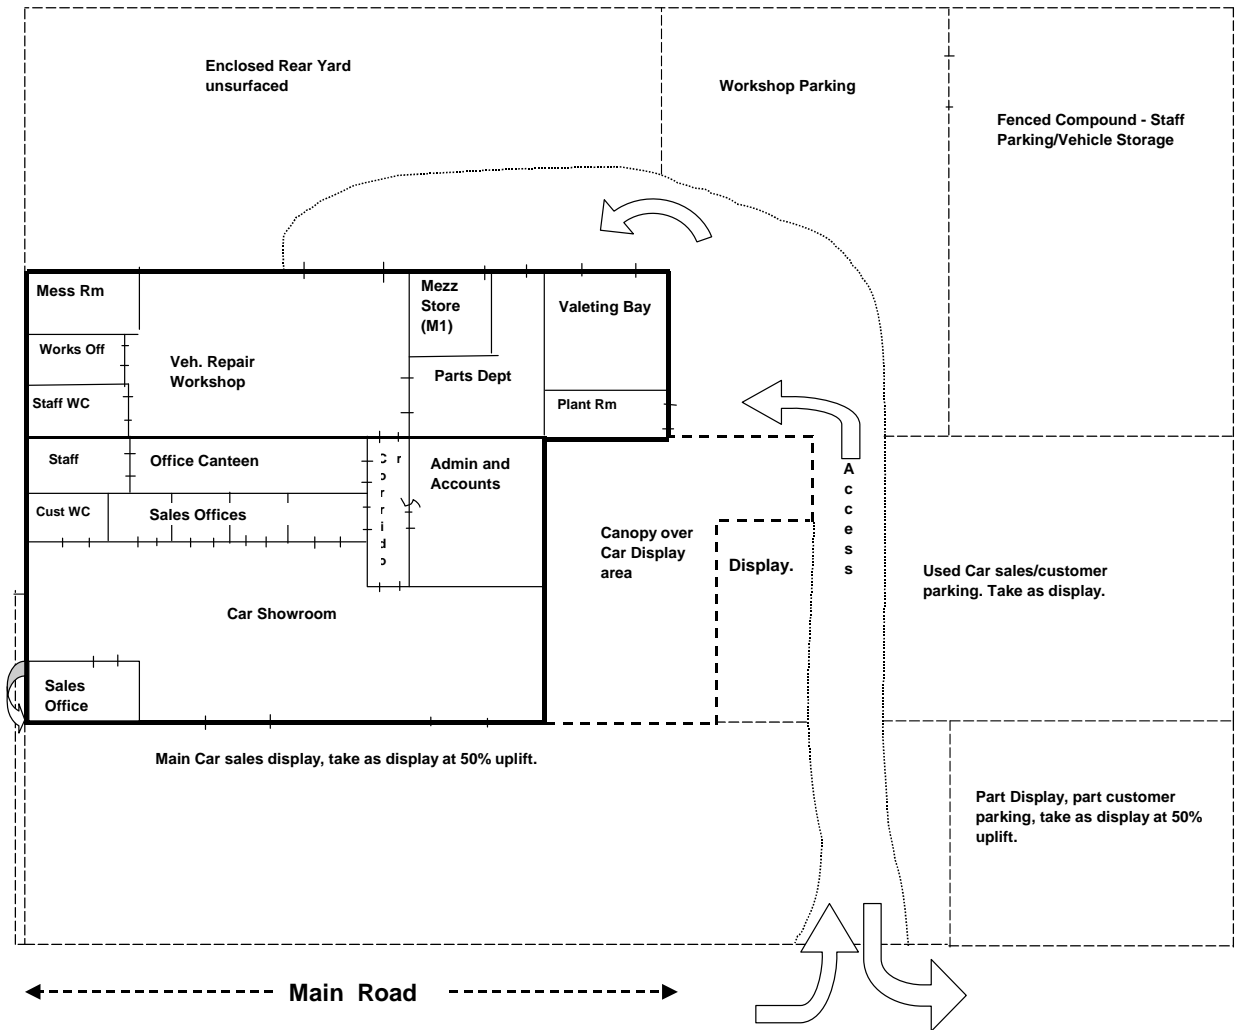 Enclosed Rear Yard
unsurfaced
Workshop Parking
Fenced Compound - Staff
Parking/Vehicle Storage
Mess Rm
Mezz
Store
(M1)
Valeting Bay
Works Off
Veh. Repair
Workshop
Parts Dept
Staff WC
Plant Rm
Staff
Office Canteen
Corridor
Admin and
Accounts
Access
Cust WC
Sales Offices
Canopy over
Car Display
area
Display.
Used Car sales/customer
parking. Take as display.
Car Showroom
Sales
Office
Main Car sales display, take as display at 50% uplift.
Part Display, part customer
parking, take as display at 50%
uplift.
Main Road